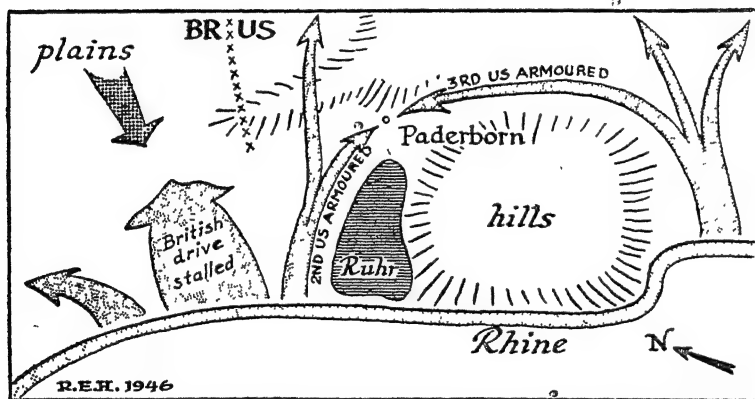 BR US
plains
3RD US ARMOURED
Paderborn
2ND US ARMOURED
hills
British
drive
stalled
Ruhr
Rhine
N
R.E.H. 1946